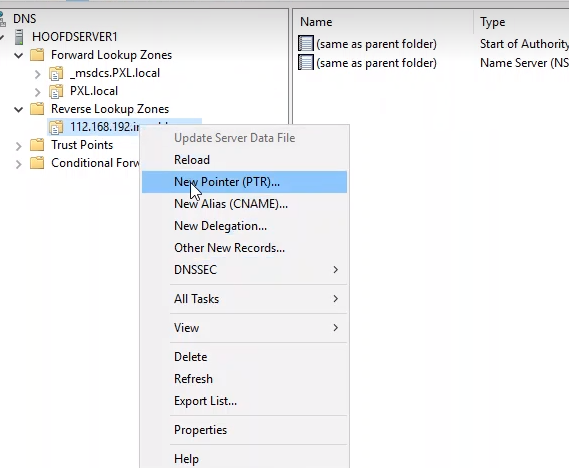 DNS
HOOFDSERVER1
Forward Lookup Zones
_msdcs.PXL.local
PXL.local
Reverse Lookup Zones
112.168.192.in
Trust Points
Conditional Forw
Name Type
(same as parent folder) Start of Authority
(same as parent folder) Name Server (NS
Update Server Data File
Reload
New Pointer (PTR)...
New Alias (CNAME)...
New Delegation...
Other New Records...
DNSSEC
All Tasks
View
Delete
Refresh
Export List...
Properties
Help